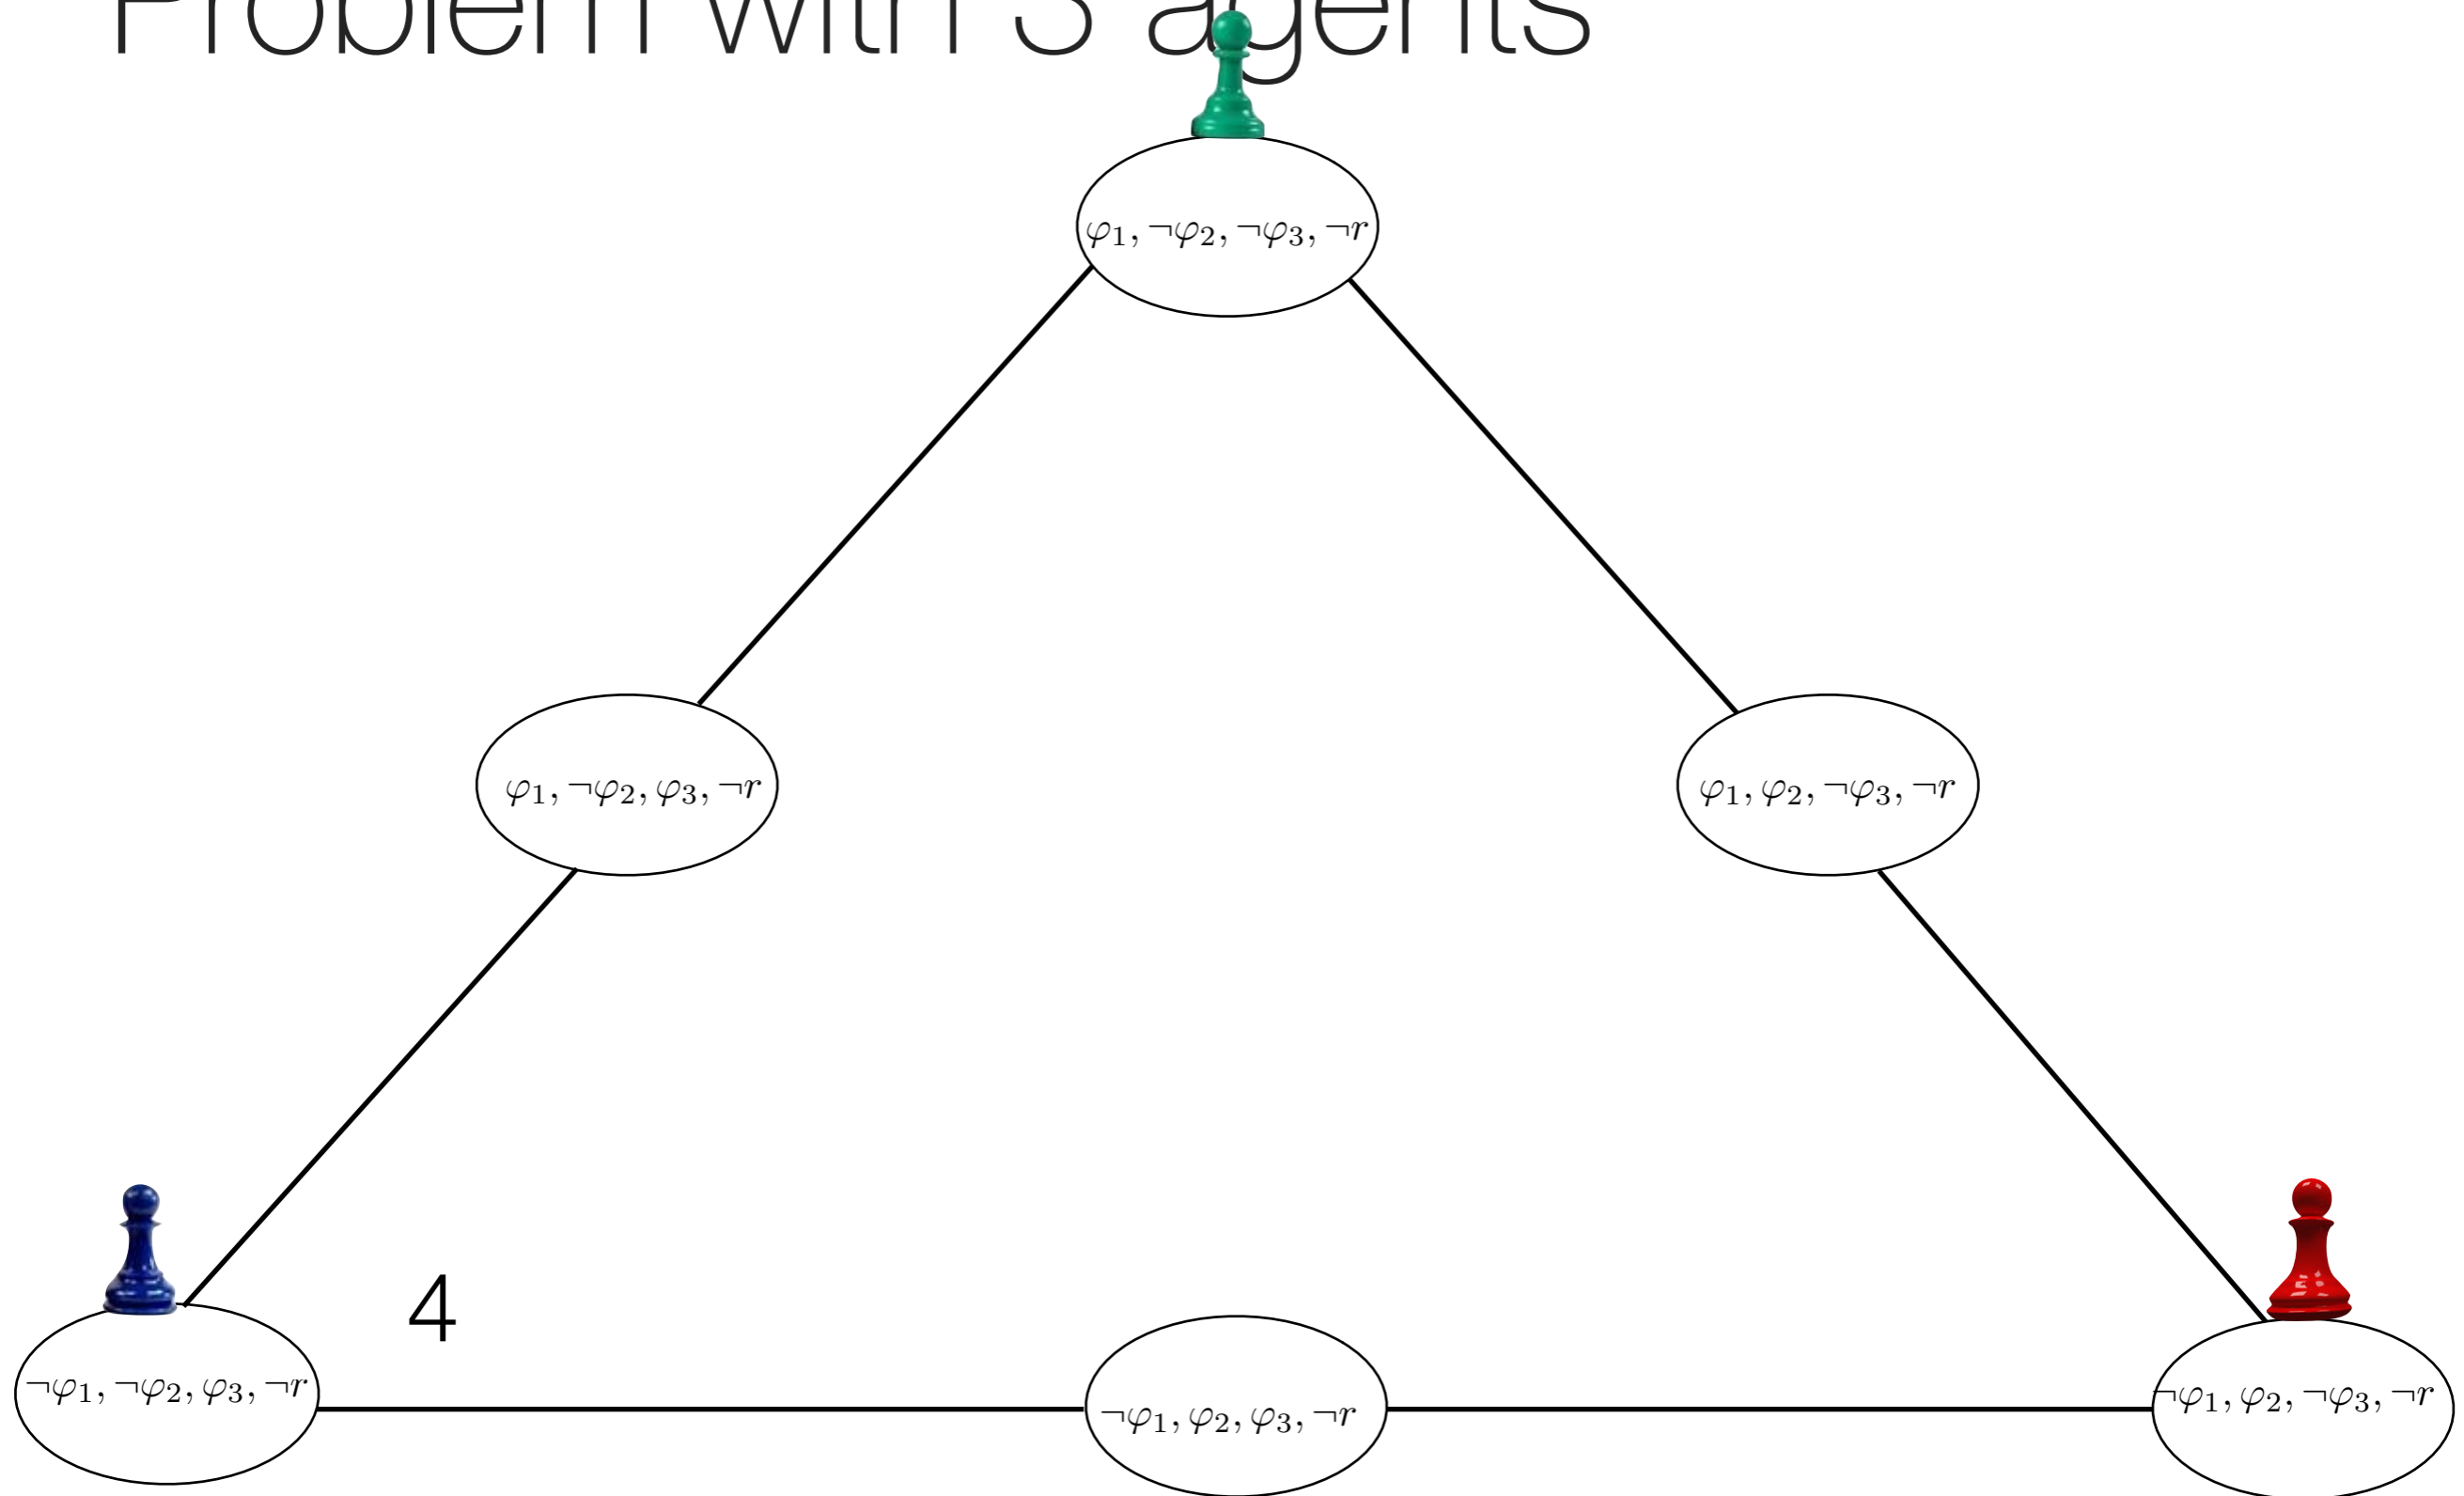 Problem with 3 agents
φ₁, ¬φ₂, ¬φ₃, ¬r
φ₁, ¬φ₂, φ₃, ¬r
φ₁, φ₂, ¬φ₃, ¬r
4
¬φ₁, ¬φ₂, φ₃, ¬r
¬φ₁, φ₂, φ₃, ¬r
¬φ₁, φ₂, ¬φ₃, ¬r